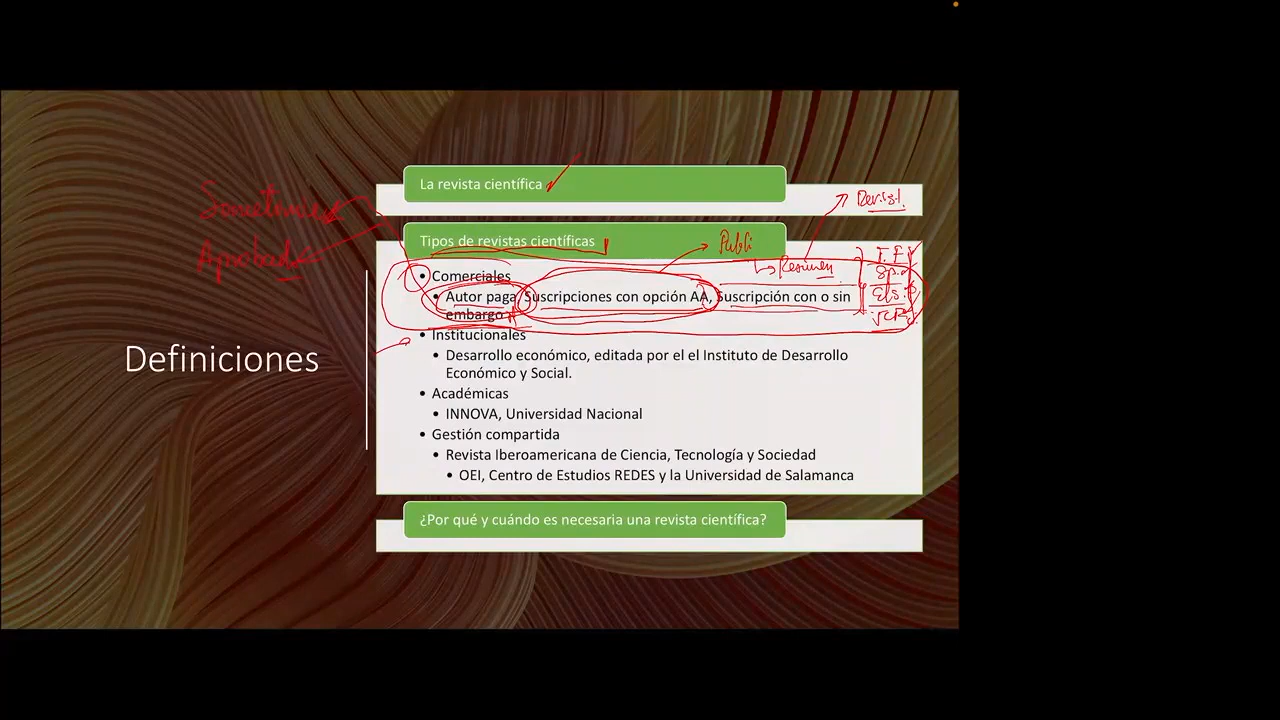 La revista científica
Tipos de revistas científicas
• Comerciales
• Autor paga, Suscripciones con opción AA, Suscripción con o sin
embargo
• Institucionales
• Desarrollo económico, editada por el el Instituto de Desarrollo
Económico y Social.
• Académicas
• INNOVA, Universidad Nacional
• Gestión compartida
• Revista Iberoamericana de Ciencia, Tecnología y Sociedad
• OEI, Centro de Estudios REDES y la Universidad de Salamanca
¿Por qué y cuándo es necesaria una revista científica?
Definiciones
Publi
Resumen